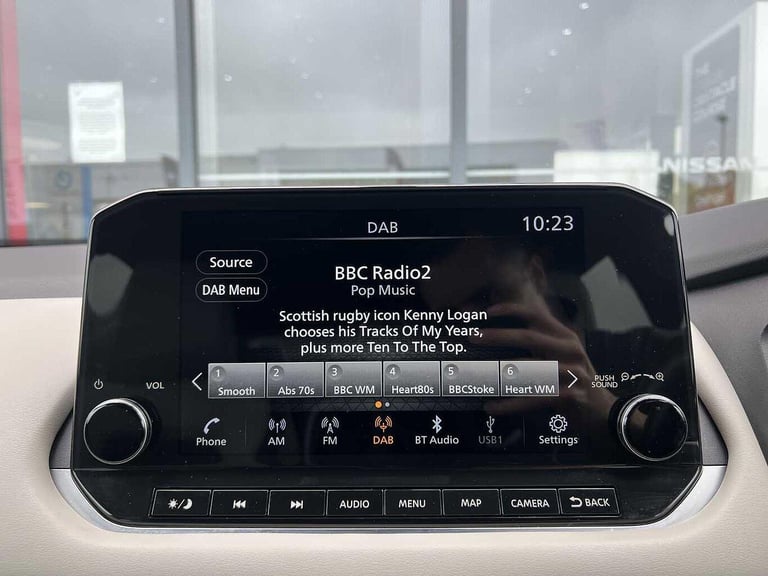 NISSAN
DAB
10:23
Source
DAB Menu
BBC Radio2
Pop Music
Scottish rugby icon Kenny Logan
chooses his Tracks Of My Years,
plus more Ten To The Top.
1 2 3 4 5 6
Smooth Abs 70s BBC WM Heart80s BBCStoke Heart WM
VOL
PUSH
SOUND
Phone AM FM DAB BT Audio USB1 Settings
AUDIO MENU MAP CAMERA BACK